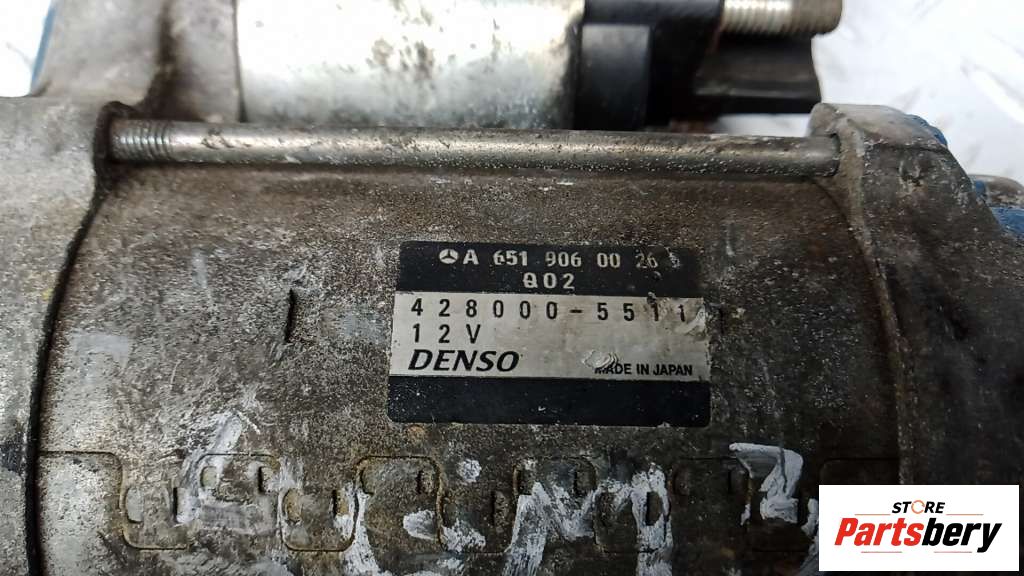 A 651 906 00 26
Q02
428000-5511
12V
DENSO MADE IN JAPAN
STORE
Partsbery